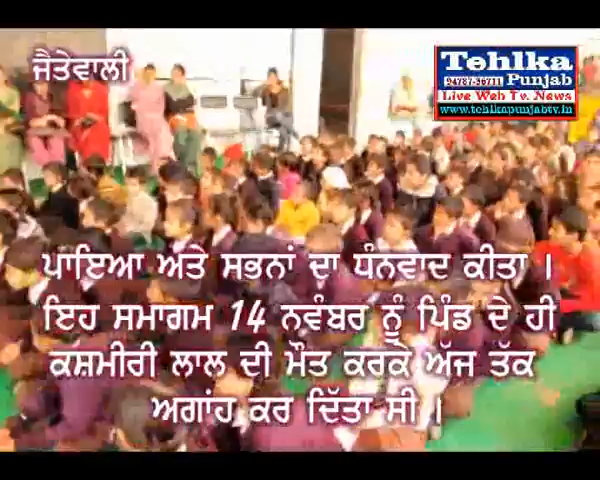 ਜੈਤੇਵਾਲੀ
Tehlka
94787-36711 Punjab
Live Web Tv. News
www.tehlkapunjabtv.in
ਪਾਇਆ ਅਤੇ ਸਭਨਾਂ ਦਾ ਧੰਨਵਾਦ ਕੀਤਾ ।
ਇਹ ਸਮਾਗਮ 14 ਨਵੰਬਰ ਨੂੰ ਪਿੰਡ ਦੇ ਹੀ
ਕਸ਼ਮੀਰੀ ਲਾਲ ਦੀ ਮੌਤ ਕਰਕੇ ਅੱਜ ਤੱਕ
ਅਗਾਂਹ ਕਰ ਦਿੱਤਾ ਸੀ ।